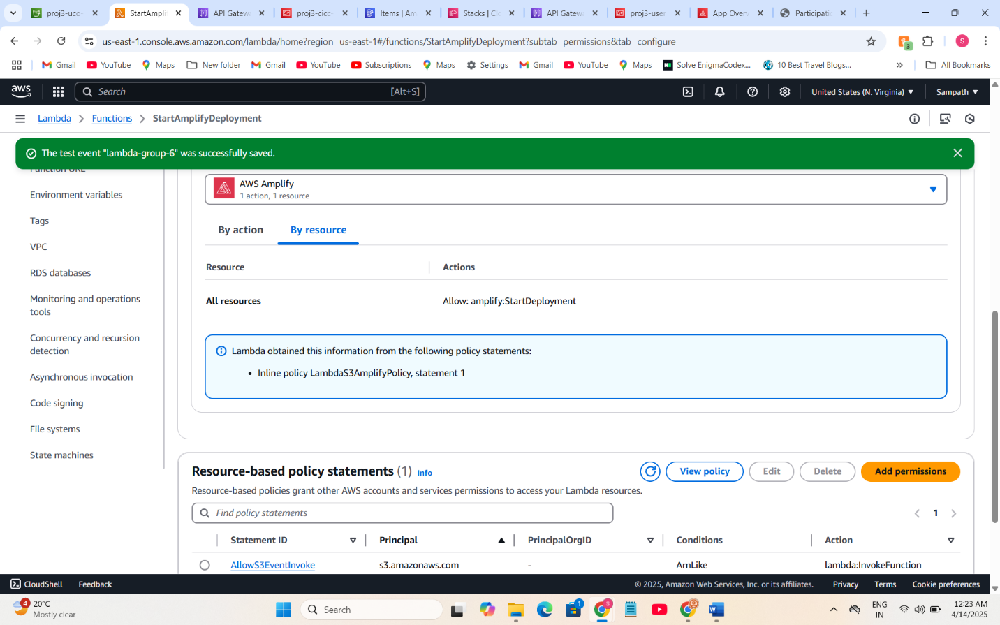 proj3-uco-
StartAmplif
API Gatew
proj3-cicc-
Items | Am
Stacks | Cl
API Gatew
proj3-user
App Over
Participati
us-east-1.console.aws.amazon.com/lambda/home?region=us-east-1#/functions/StartAmplifyDeployment?subtab=permissions&tab=configure
3
S
Gmail
YouTube
Maps
New folder
Gmail
YouTube
Subscriptions
Maps
Settings
Gmail
YouTube
Maps
Solve EnigmaCodex...
10 Best Travel Blogs...
»
All Bookmarks
aws
Search
[Alt+S]
United States (N. Virginia)
Sampath
Lambda
Functions
StartAmplifyDeployment
The test event "lambda-group-6" was successfully saved.
Function URL
Environment variables
Tags
VPC
RDS databases
Monitoring and operations
tools
Concurrency and recursion
detection
Asynchronous invocation
Code signing
File systems
State machines
AWS Amplify
1 action, 1 resource
By action
By resource
Resource
Actions
All resources
Allow: amplify:StartDeployment
Lambda obtained this information from the following policy statements:
• Inline policy LambdaS3AmplifyPolicy, statement 1
Resource-based policy statements (1) Info
View policy
Edit
Delete
Add permissions
Resource-based policies grant other AWS accounts and services permissions to access your Lambda resources.
Find policy statements
1
Statement ID
Principal
PrincipalOrgID
Conditions
Action
AllowS3EventInvoke
s3.amazonaws.com
-
ArnLike
lambda:InvokeFunction
CloudShell
Feedback
© 2025, Amazon Web Services, Inc. or its affiliates.
Privacy
Terms
Cookie preferences
4
20°C
Mostly clear
Search
1
S
ENG
IN
12:23 AM
4/14/2025